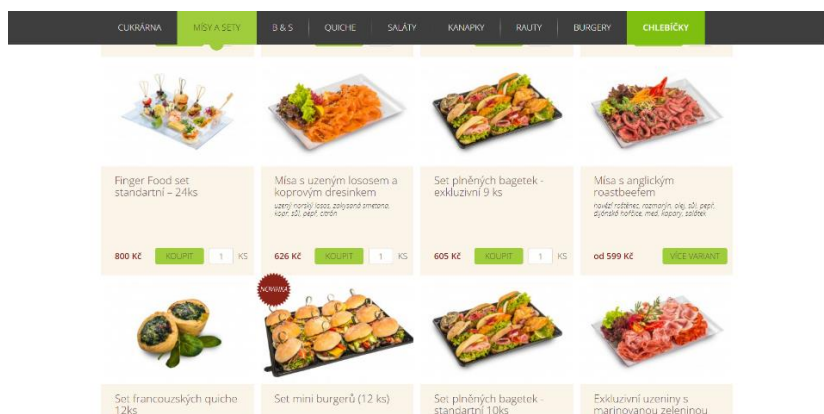 CUKRÁRNA MÍSY A SETY B & S QUICHE SALÁTY KANAPKY RAUTY BURGERY CHLEBÍČKY
Finger Food set
standartní – 24ks
800 Kč KOUPIT 1 KS
Mísa s uzeným lososem a
koprovým dresinkem
uzený norský losos, zakysaná smetana,
kopr, sůl, pepř, citrón
626 Kč KOUPIT 1 KS
Set plněných bagetek -
exkluzivní 9 ks
605 Kč KOUPIT 1 KS
Mísa s anglickým
roastbeefem
hovězí roštěnec, rozmarýn, olej, sůl, pepř,
dijonská hořčice, med, kapary, salátek
od 599 Kč VÍCE VARIANT
Set francouzských quiche
12ks
NOVINKA
Set mini burgerů (12 ks)
Set plněných bagetek -
standartní 10ks
Exkluzivní uzeniny s
marinovanou zeleninou